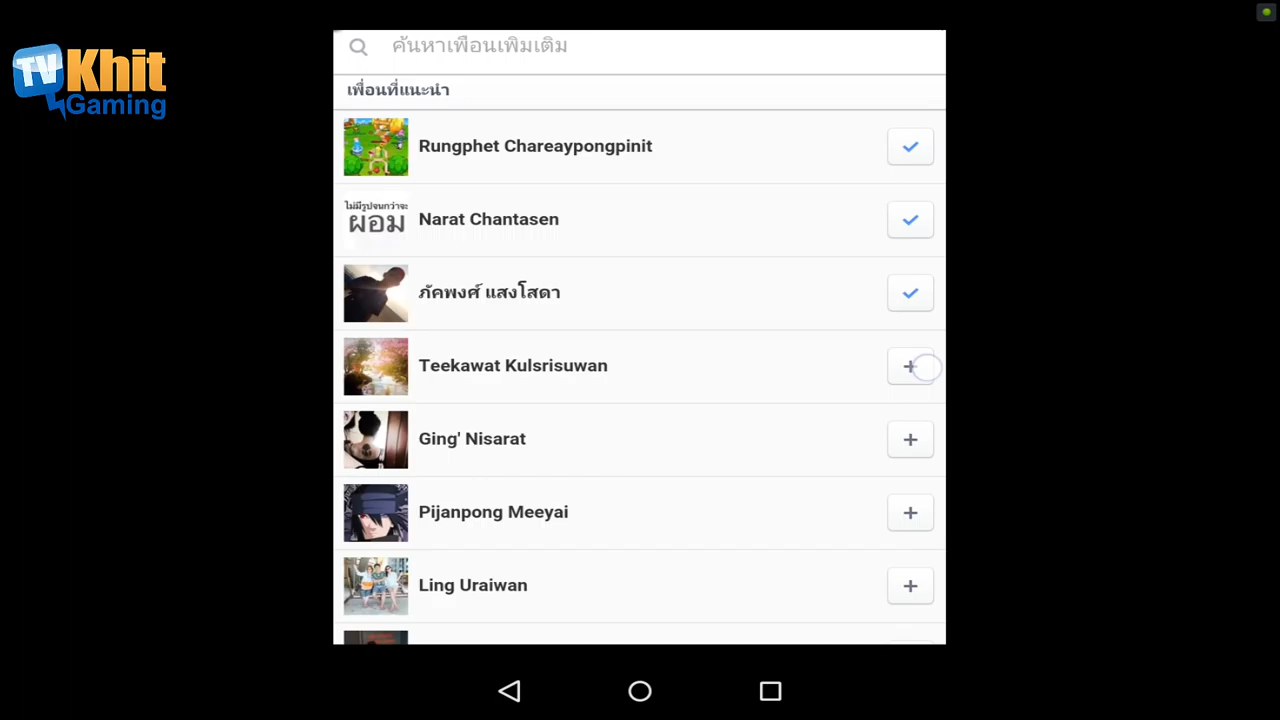 TV Khit
Gaming
ค้นหาเพื่อนเพิ่มเติม
เพื่อนที่แนะนำ
Rungphet Chareaypongpinit
ไม่มีรูปจนกว่าจะ
ผอม
Narat Chantasen
ภัคพงศ์ แสงโสดา
Teekawat Kulsrisuwan
Ging' Nisarat
Pijanpong Meeyai
Ling Uraiwan